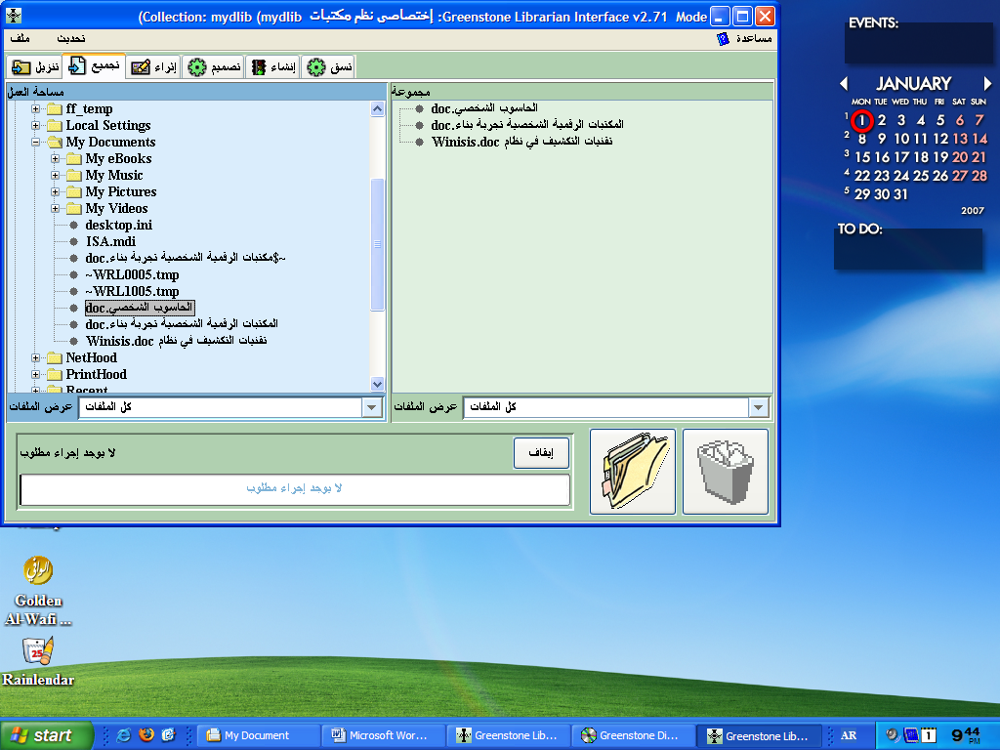 (Collection: mydlib (mydlib إختصاصى نظم مكتبات :Greenstone Librarian Interface v2.71 Mode
ملف تحديث مساعدة
تنزيل تجميع إثراء تصميم إنشاء نسق
مساحة العمل
ff_temp
Local Settings
My Documents
My eBooks
My Music
My Pictures
My Videos
desktop.ini
ISA.mdi
~$مكتبات الرقمية الشخصية تجربة بناء.doc
~WRL0005.tmp
~WRL1005.tmp
الحاسوب الشخصي.doc
المكتبات الرقمية الشخصية تجربة بناء.doc
تقنيات التكشيف في نظام Winisis.doc
NetHood
PrintHood
Recent
عرض الملفات كل الملفات
مجموعة
الحاسوب الشخصي.doc
المكتبات الرقمية الشخصية تجربة بناء.doc
تقنيات التكشيف في نظام Winisis.doc
عرض الملفات كل الملفات
لا يوجد إجراء مطلوب
إيقاف
لا يوجد إجراء مطلوب
EVENTS:
JANUARY
MON TUE WED THU FRI SAT SUN
1 1 2 3 4 5 6 7
2 8 9 10 11 12 13 14
3 15 16 17 18 19 20 21
4 22 23 24 25 26 27 28
5 29 30 31
2007
TO DO:
الوافي
Golden
Al-Wafi ...
25
Rainlendar
start
My Document
Microsoft Wor...
Greenstone Lib...
Greenstone Di...
Greenstone Lib...
AR
1
9:44 PM